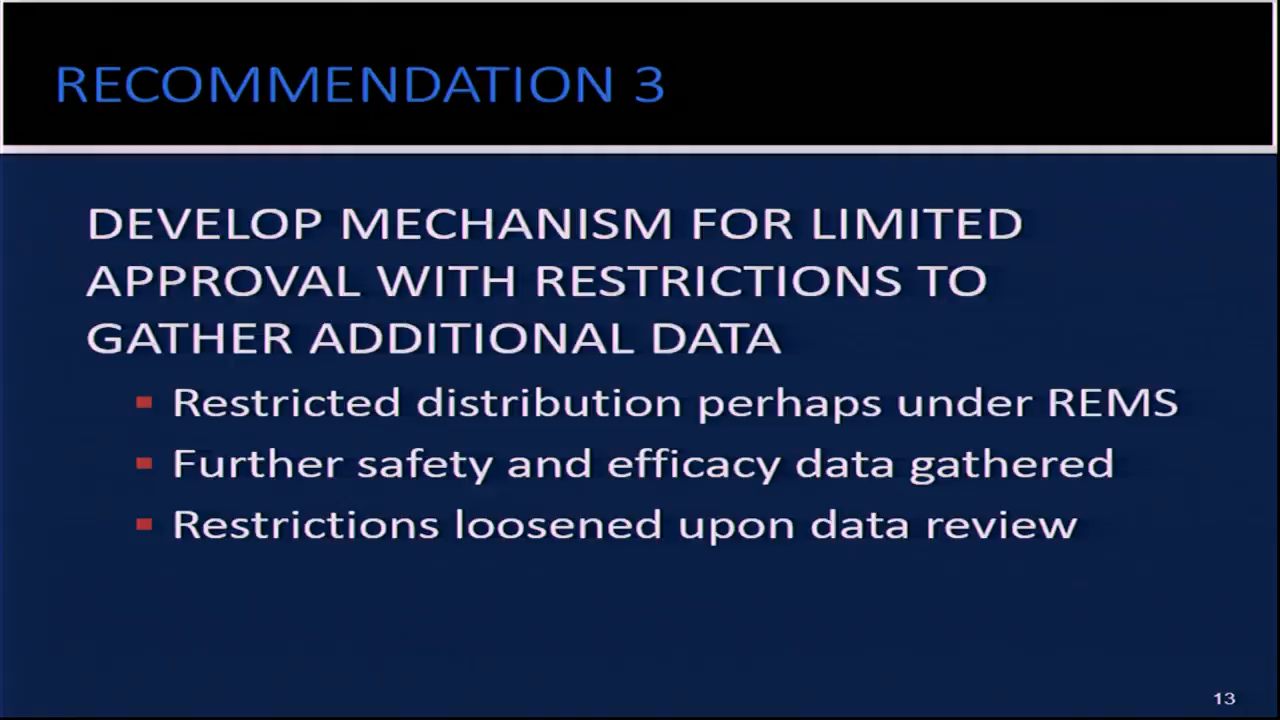 RECOMMENDATION 3
DEVELOP MECHANISM FOR LIMITED
APPROVAL WITH RESTRICTIONS TO
GATHER ADDITIONAL DATA
Restricted distribution perhaps under REMS
Further safety and efficacy data gathered
Restrictions loosened upon data review
13